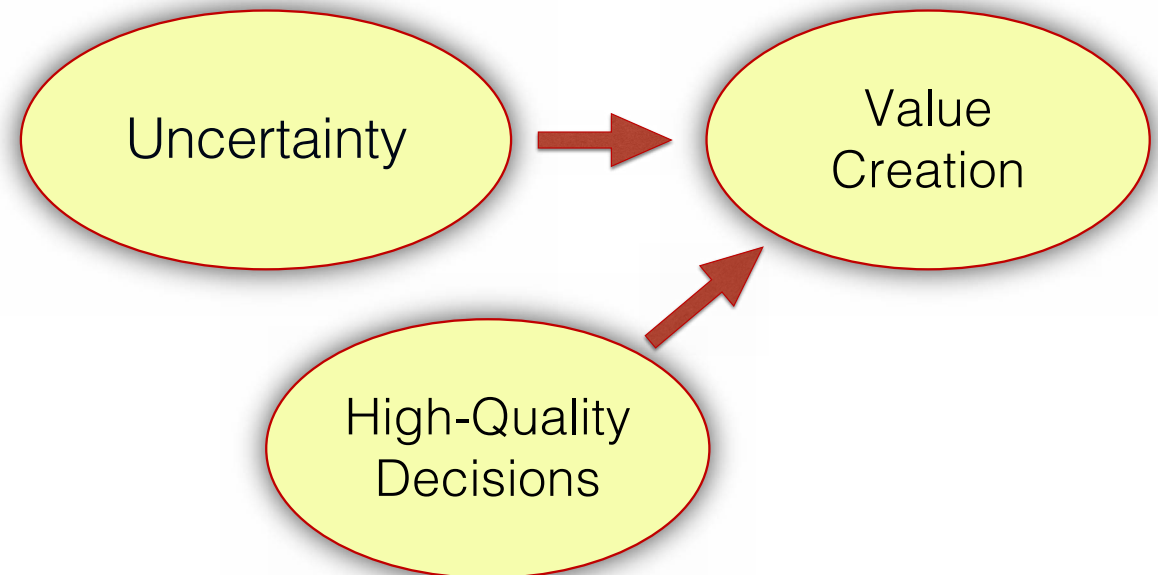 Uncertainty
Value
Creation
High-Quality
Decisions